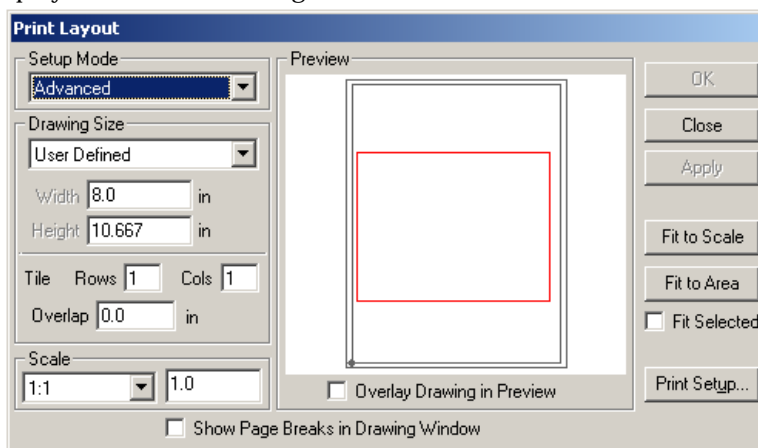 Print Layout
Setup Mode
Advanced
Drawing Size
User Defined
Width 8.0 in
Height 10.667 in
Tile Rows 1 Cols 1
Overlap 0.0 in
Scale
1:1 1.0
Preview
Overlay Drawing in Preview
Show Page Breaks in Drawing Window
OK
Close
Apply
Fit to Scale
Fit to Area
Fit Selected
Print Setup...